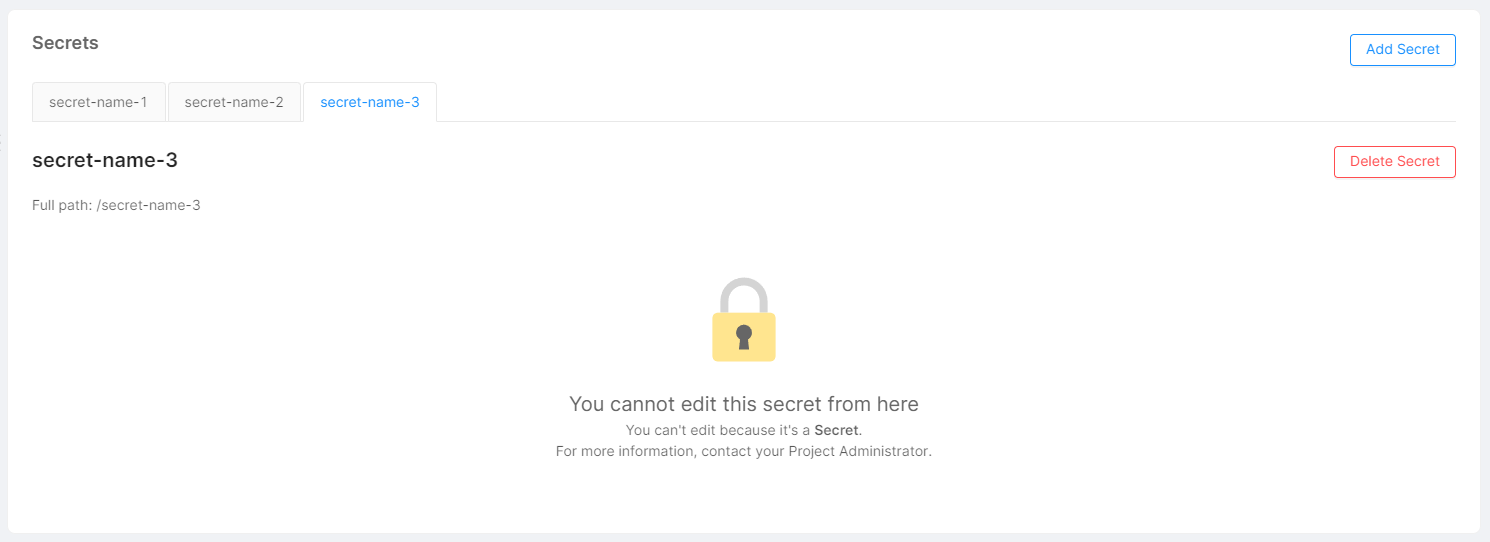 Secrets
Add Secret
secret-name-1
secret-name-2
secret-name-3
secret-name-3
Delete Secret
Full path: /secret-name-3
You cannot edit this secret from here
You can't edit because it's a Secret.
For more information, contact your Project Administrator.